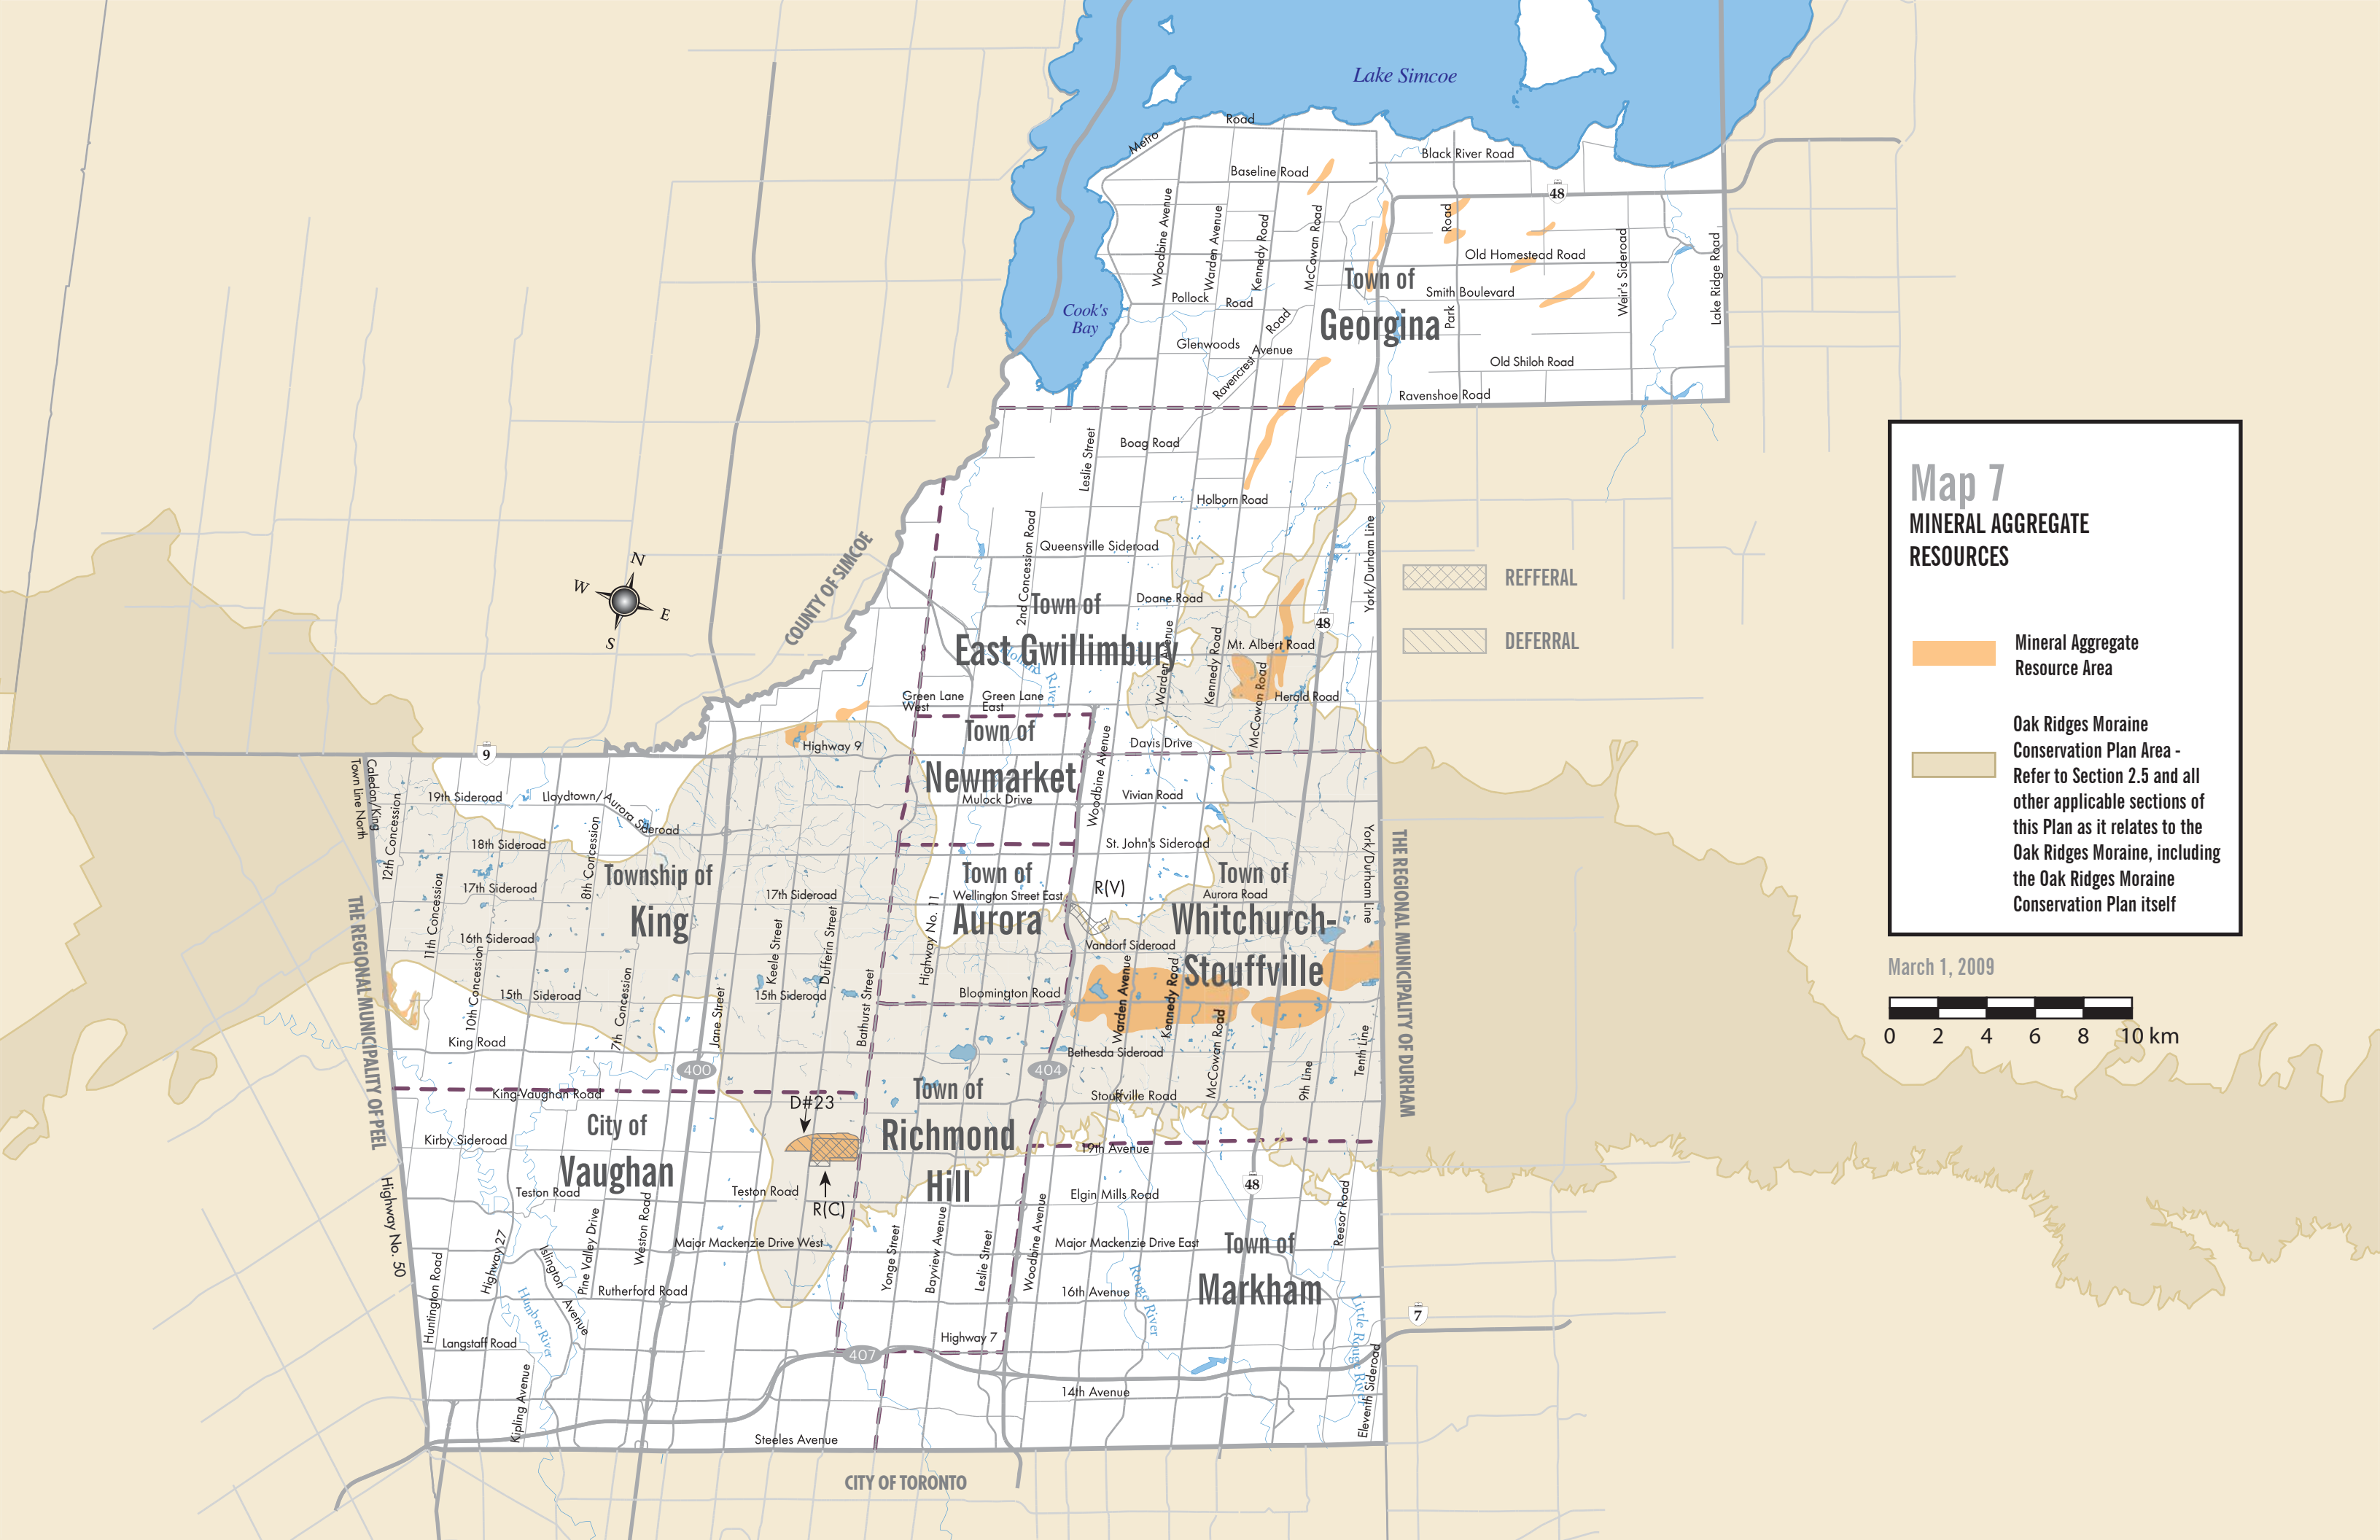 Lake Simcoe
Cook's
Bay
Metro
Road
Baseline Road
Black River Road
48
Woodbine Avenue
Warden Avenue
Kennedy Road
McCowan Road
Road
Park
Old Homestead Road
Weir's Sideroad
Lake Ridge Road
Town of
Georgina
Smith Boulevard
Pollock
Road
Glenwoods
Avenue
Ravencrest
Road
Old Shiloh Road
Ravenshoe Road
Leslie Street
Boag Road
Holborn Road
2nd Concession Road
Queensville Sideroad
York/Durham Line
N
W
E
S
COUNTY OF SIMCOE
Town of
East Gwillimbury
Doane Road
48
Holland
River
Warden Avenue
Kennedy Road
Mt. Albert Road
McCowan Road
Herald Road
Green Lane
West
Green Lane
East
Town of
Newmarket
Davis Drive
Highway 9
9
Mulock Drive
Woodbine Avenue
Vivian Road
Caledon/King
Town Line North
12th Concession
19th Sideroad
Lloydtown/
Aurora Sideroad
18th Sideroad
8th Concession
17th Sideroad
11th Concession
Township of
King
17th Sideroad
St. John's Sideroad
Town of
Aurora
Wellington Street East
R(V)
Town of
Whitchurch-
Stouffville
Aurora Road
York/Durham Line
THE REGIONAL MUNICIPALITY OF DURHAM
THE REGIONAL MUNICIPALITY OF PEEL
16th Sideroad
10th Concession
15th Sideroad
7th Concession
Keele Street
Dufferin Street
15th Sideroad
Jane Street
Bathurst Street
Highway No. 11
Vandorf Sideroad
Bloomington Road
Warden Avenue
Kennedy Road
McCowan Road
King Road
400
404
Bethesda Sideroad
9th Line
Tenth Line
King-Vaughan Road
Town of
Richmond
Hill
Stouffville Road
D#23
City of
Vaughan
Kirby Sideroad
19th Avenue
Highway No. 50
Teston Road
Teston Road
R(C)
Elgin Mills Road
48
Reesor Road
Huntington Road
Highway 27
Islington
Avenue
Pine Valley Drive
Weston Road
Major Mackenzie Drive West
Yonge Street
Bayview Avenue
Leslie Street
Woodbine Avenue
Major Mackenzie Drive East
Town of
Markham
Rutherford Road
16th Avenue
Humber River
Rouge River
Little Rouge River
7
Langstaff Road
Highway 7
407
Kipling Avenue
14th Avenue
Eleventh Sideroad
Steeles Avenue
CITY OF TORONTO
REFFERAL
DEFERRAL
Map 7
MINERAL AGGREGATE
RESOURCES
Mineral Aggregate
Resource Area
Oak Ridges Moraine
Conservation Plan Area -
Refer to Section 2.5 and all
other applicable sections of
this Plan as it relates to the
Oak Ridges Moraine, including
the Oak Ridges Moraine
Conservation Plan itself
March 1, 2009
0 2 4 6 8 10 km